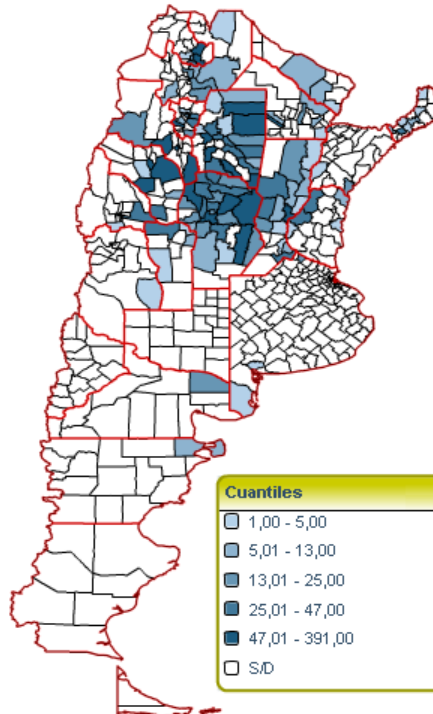 Cuantiles
1,00 - 5,00
5,01 - 13,00
13,01 - 25,00
25,01 - 47,00
47,01 - 391,00
S/D